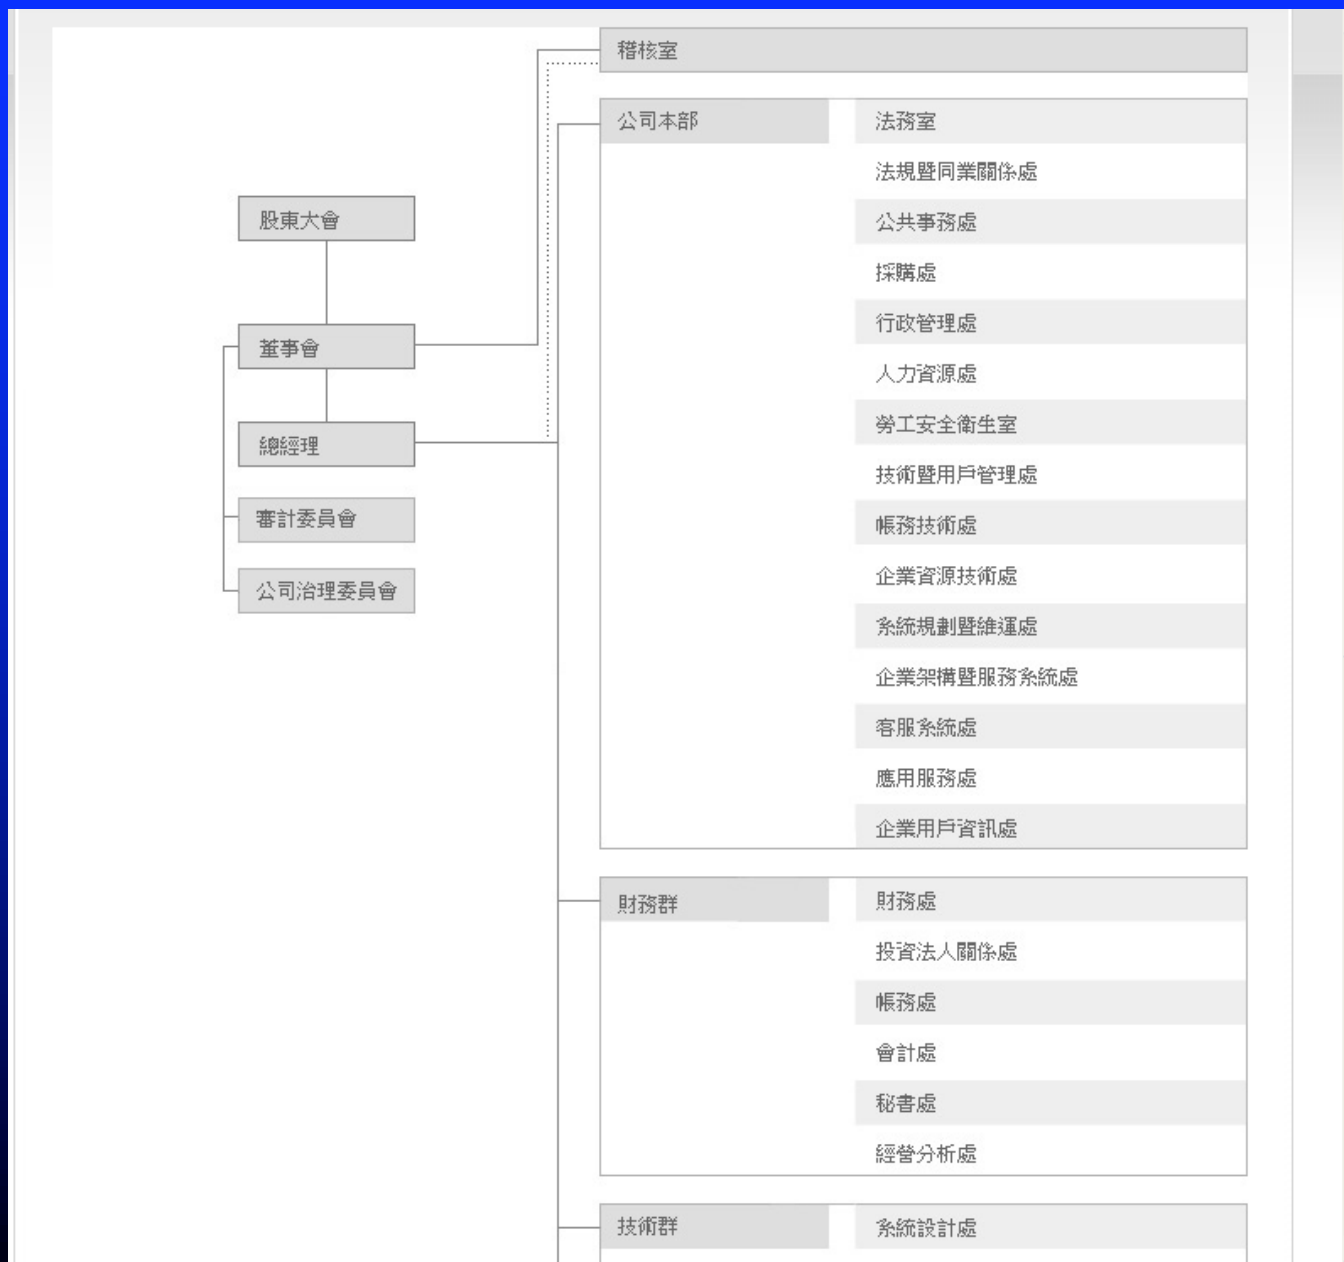 股東大會
董事會
總經理
審計委員會
公司治理委員會
稽核室
公司本部
法務室
法規暨同業關係處
公共事務處
採購處
行政管理處
人力資源處
勞工安全衛生室
技術暨用戶管理處
帳務技術處
企業資源技術處
系統規劃暨維運處
企業架構暨服務系統處
客服系統處
應用服務處
企業用戶資訊處
財務群
財務處
投資法人關係處
帳務處
會計處
秘書處
經營分析處
技術群
系統設計處